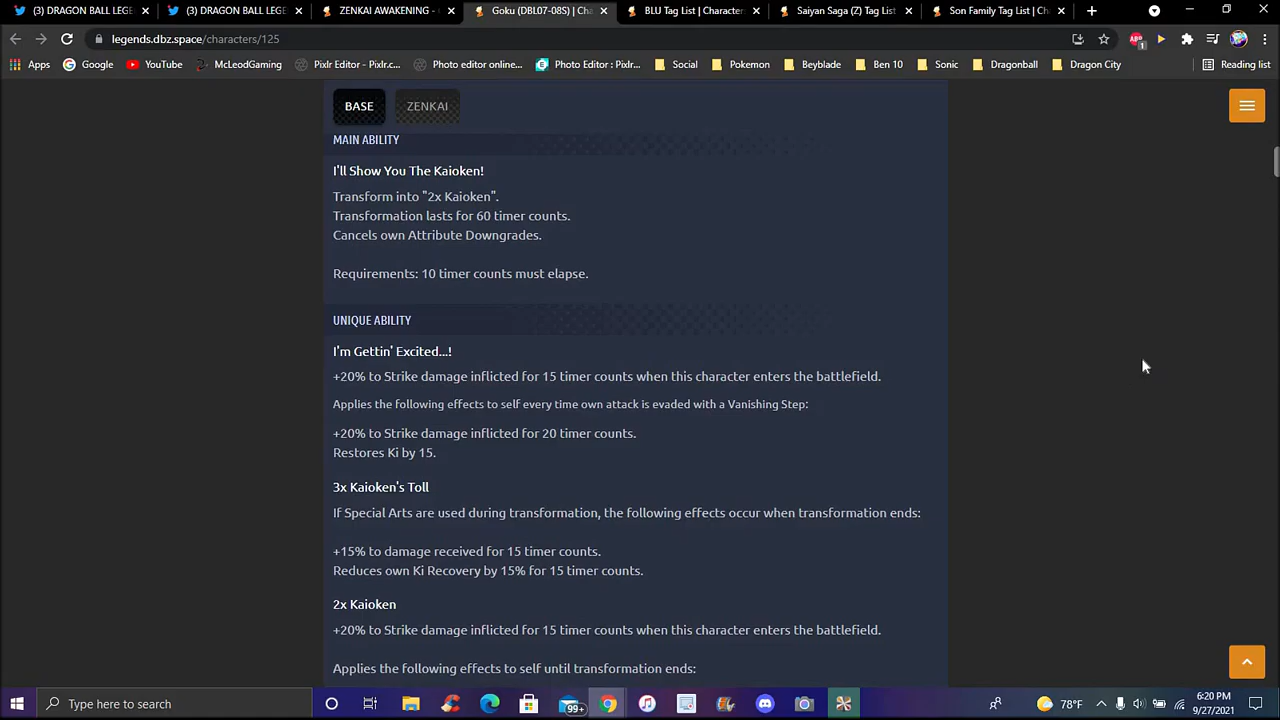 (3) DRAGON BALL LEGE
(3) DRAGON BALL LEGE
ZENKAI AWAKENING -
Goku (DBL07-08S) | Cha
BLU Tag List | Character
Saiyan Saga (Z) Tag List
Son Family Tag List | Ch
legends.dbz.space/characters/125
1
Apps
Google
YouTube
McLeodGaming
Pixlr Editor - Pixlr.c...
Photo editor online...
Photo Editor : Pixlr...
Social
Pokemon
Beyblade
Ben 10
Sonic
Dragonball
Dragon City
Reading list
BASE
ZENKAI
MAIN ABILITY
I'll Show You The Kaioken!
Transform into "2x Kaioken".
Transformation lasts for 60 timer counts.
Cancels own Attribute Downgrades.
Requirements: 10 timer counts must elapse.
UNIQUE ABILITY
I'm Gettin' Excited...!
+20% to Strike damage inflicted for 15 timer counts when this character enters the battlefield.
Applies the following effects to self every time own attack is evaded with a Vanishing Step:
+20% to Strike damage inflicted for 20 timer counts.
Restores Ki by 15.
3x Kaioken's Toll
If Special Arts are used during transformation, the following effects occur when transformation ends:
+15% to damage received for 15 timer counts.
Reduces own Ki Recovery by 15% for 15 timer counts.
2x Kaioken
+20% to Strike damage inflicted for 15 timer counts when this character enters the battlefield.
Applies the following effects to self until transformation ends:
Type here to search
99+
78°F
6:20 PM
9/27/2021